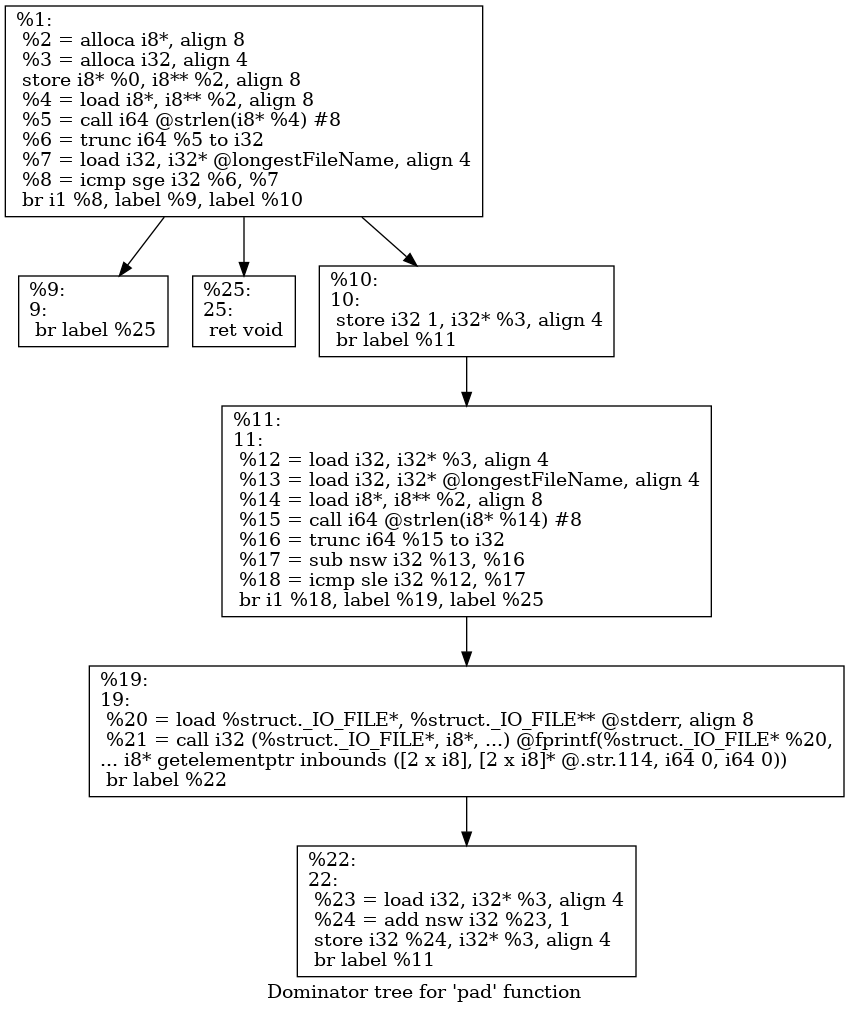 %1:
%2 = alloca i8*, align 8
%3 = alloca i32, align 4
store i8* %0, i8** %2, align 8
%4 = load i8*, i8** %2, align 8
%5 = call i64 @strlen(i8* %4) #8
%6 = trunc i64 %5 to i32
%7 = load i32, i32* @longestFileName, align 4
%8 = icmp sge i32 %6, %7
br i1 %8, label %9, label %10
%9:
9:
br label %25
%25:
25:
ret void
%10:
10:
store i32 1, i32* %3, align 4
br label %11
%11:
11:
%12 = load i32, i32* %3, align 4
%13 = load i32, i32* @longestFileName, align 4
%14 = load i8*, i8** %2, align 8
%15 = call i64 @strlen(i8* %14) #8
%16 = trunc i64 %15 to i32
%17 = sub nsw i32 %13, %16
%18 = icmp sle i32 %12, %17
br i1 %18, label %19, label %25
%19:
19:
%20 = load %struct._IO_FILE*, %struct._IO_FILE** @stderr, align 8
%21 = call i32 (%struct._IO_FILE*, i8*, ...) @fprintf(%struct._IO_FILE* %20,
... i8* getelementptr inbounds ([2 x i8], [2 x i8]* @.str.114, i64 0, i64 0))
br label %22
%22:
22:
%23 = load i32, i32* %3, align 4
%24 = add nsw i32 %23, 1
store i32 %24, i32* %3, align 4
br label %11
Dominator tree for 'pad' function